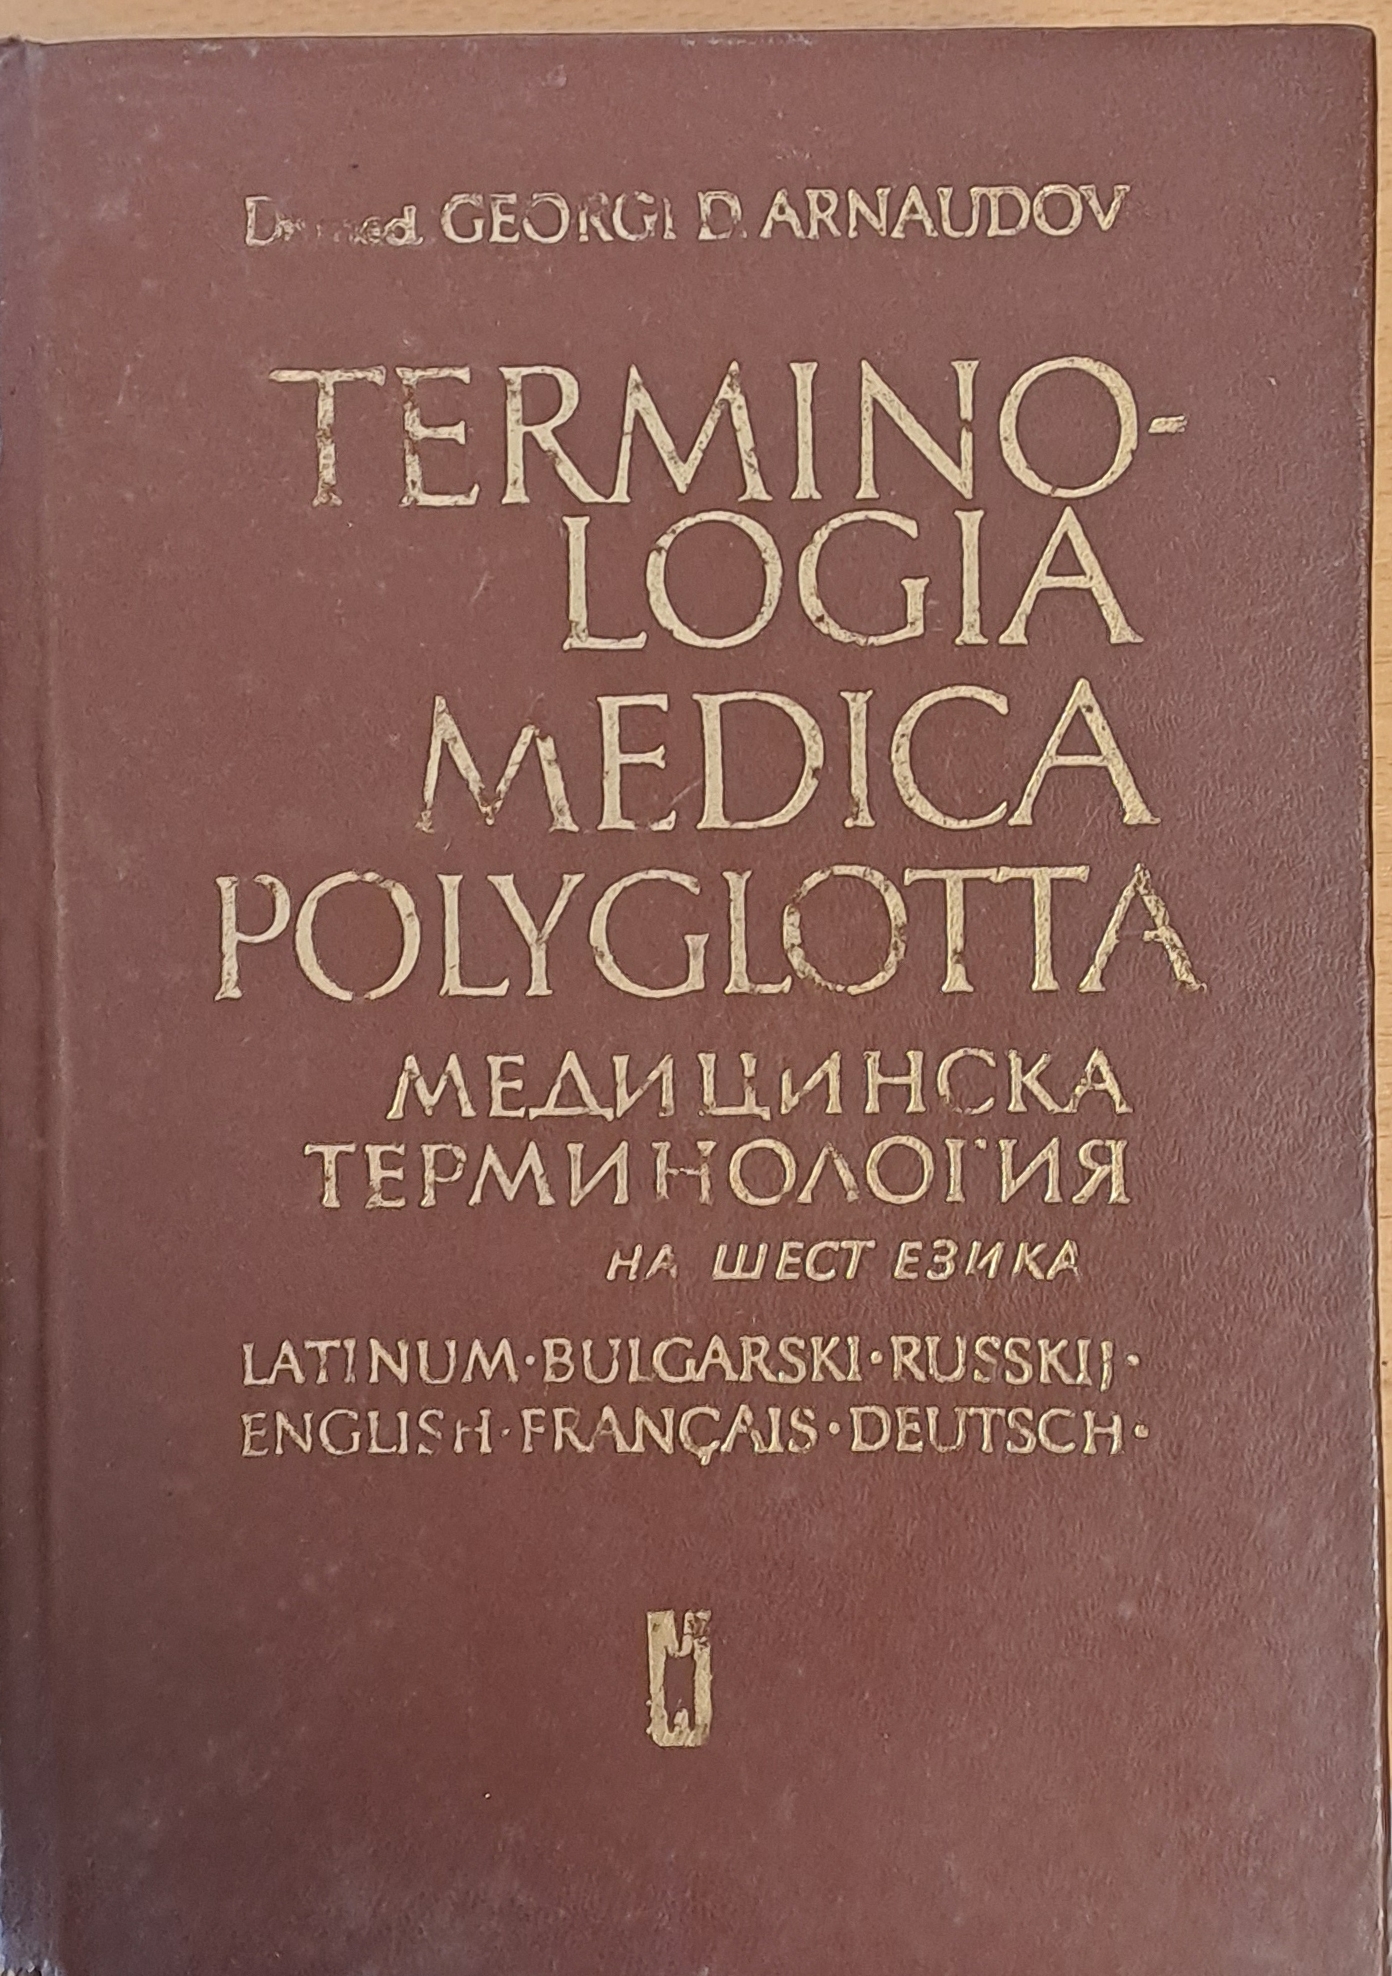 Dr med. GEORGI D. ARNAUDOV
TERMINO-
LOGIA
MEDICA
POLYGLOTTA
МЕДИЦИНСКА
ТЕРМИНОЛОГИЯ
НА ШЕСТ ЕЗИКА
LATINUM·BULGARSKI·RUSSKIJ·
ENGLISH·FRANÇAIS·DEUTSCH·